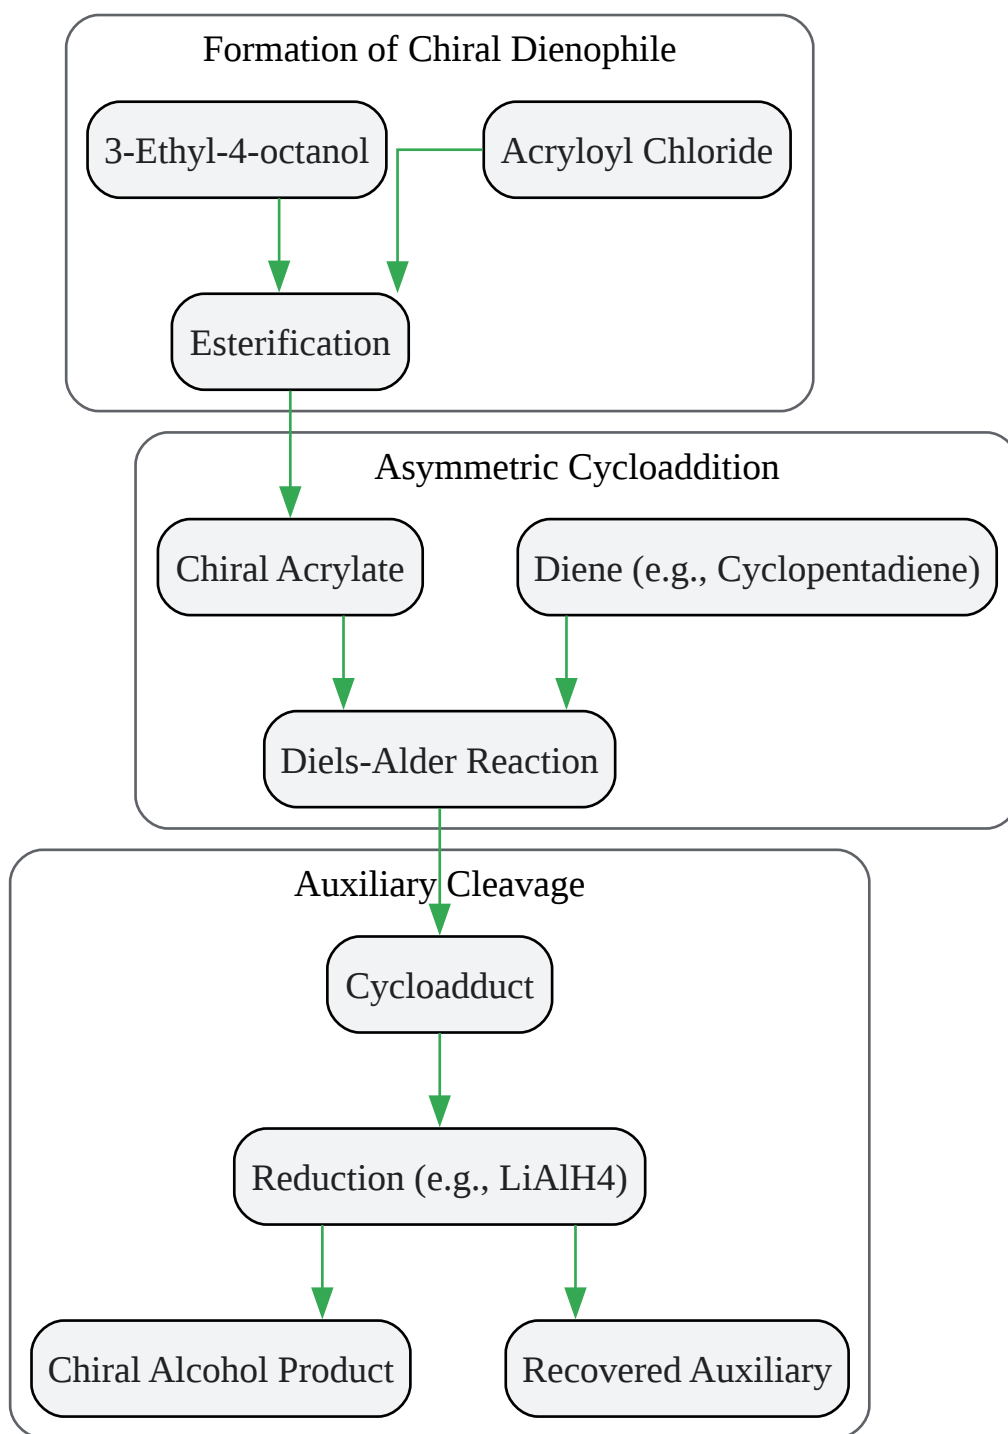 Formation of Chiral Dienophile
3-Ethyl-4-octanol
Acryloyl Chloride
Esterification
Asymmetric Cycloaddition
Chiral Acrylate
Diene (e.g., Cyclopentadiene)
Diels-Alder Reaction
Auxiliary Cleavage
Cycloadduct
Reduction (e.g., LiAlH4)
Chiral Alcohol Product
Recovered Auxiliary